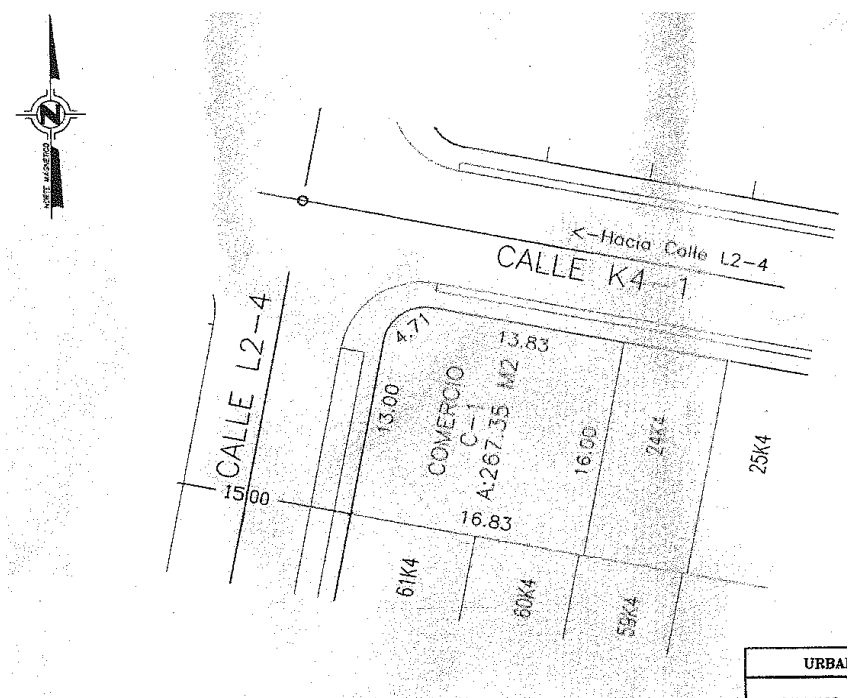 N
NORTE MAGNETICO
<-Hacia Calle L2-4
CALLE K4-1
CALLE L2-4
4.71
13.83
13.00
COMERCIO
C-1
A:267.35 M2
16.00
24K4
25K4
15.00
16.83
61K4
60K4
59K4
URBA